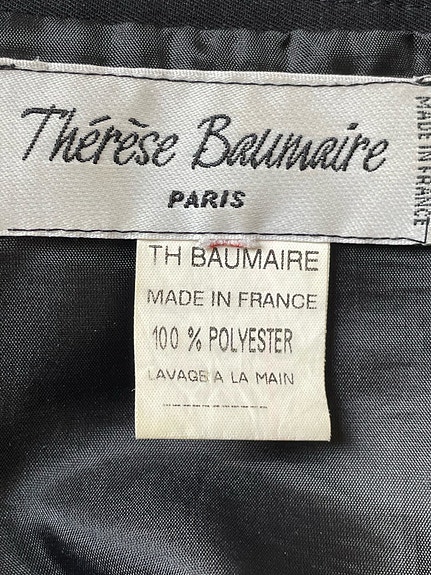 Thérèse Baumaire
PARIS
MADE IN FRANCE
TH BAUMAIRE
MADE IN FRANCE
100 % POLYESTER
LAVAGE A LA MAIN